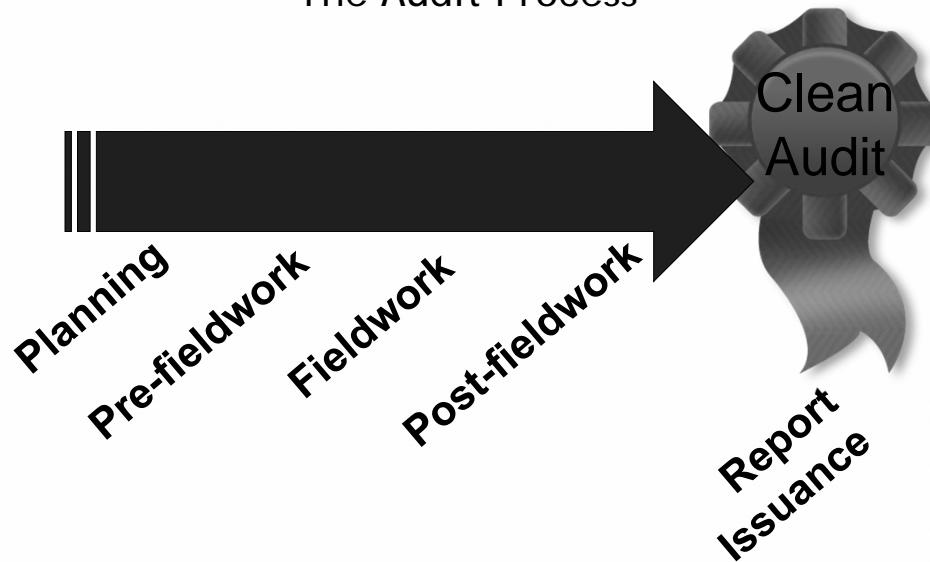 The Audit Process
Clean
Audit
Planning
Pre-fieldwork
Fieldwork
Post-fieldwork
Report
Issuance